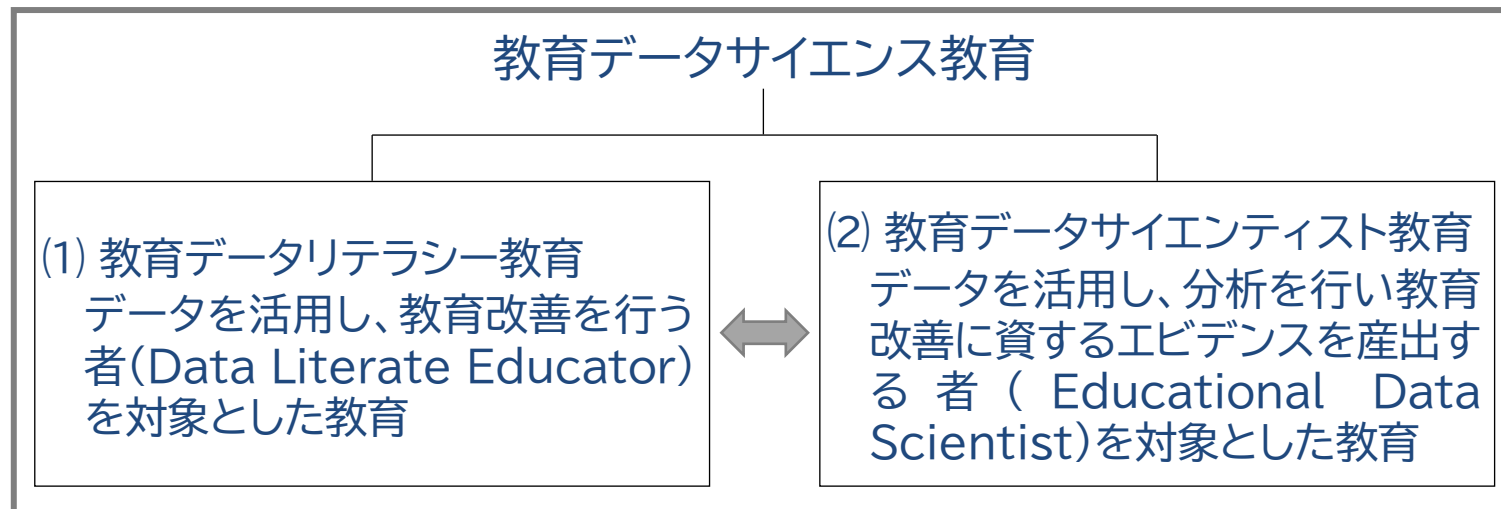 教育データサイエンス教育
⑴ 教育データリテラシー教育
データを活用し、教育改善を行う
者(Data Literate Educator)
を対象とした教育
⑵ 教育データサイエンティスト教育
データを活用し、分析を行い教育
改善に資するエビデンスを産出す
る者(Educational Data
Scientist)を対象とした教育